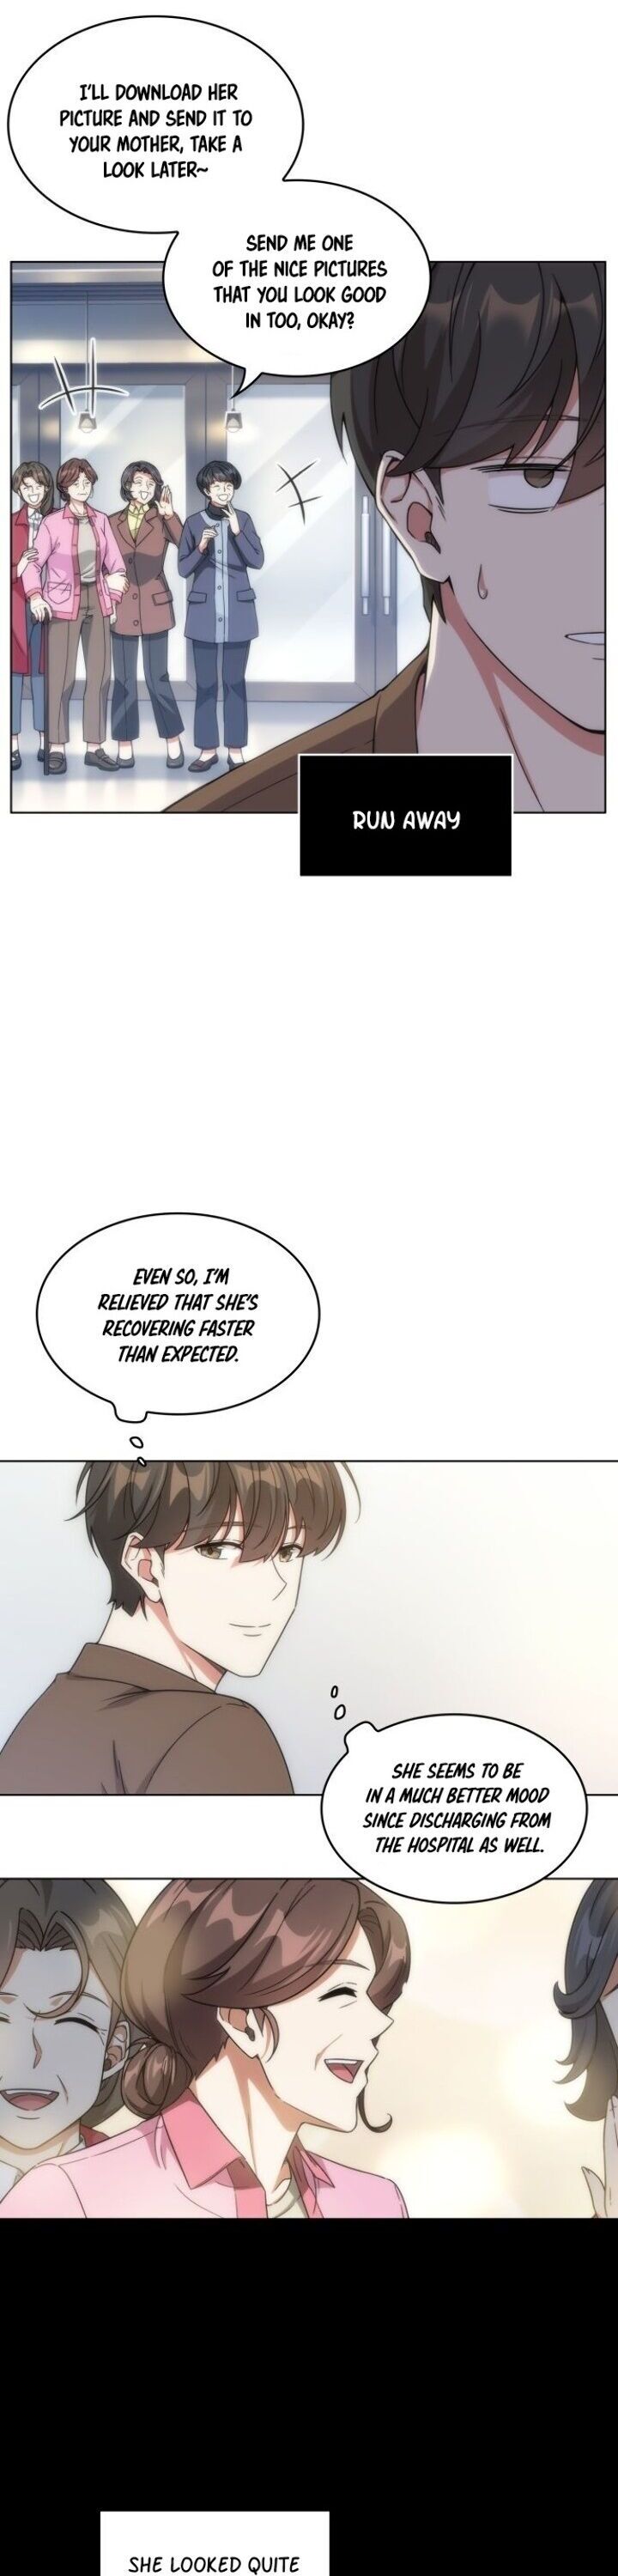 I'LL DOWNLOAD HER
PICTURE AND SEND IT TO
YOUR MOTHER, TAKE A
LOOK LATER~
SEND ME ONE
OF THE NICE PICTURES
THAT YOU LOOK GOOD
IN TOO, OKAY?
RUN AWAY
EVEN SO, I'M
RELIEVED THAT SHE'S
RECOVERING FASTER
THAN EXPECTED.
SHE SEEMS TO BE
IN A MUCH BETTER MOOD
SINCE DISCHARGING FROM
THE HOSPITAL AS WELL.
SHE LOOKED QUITE